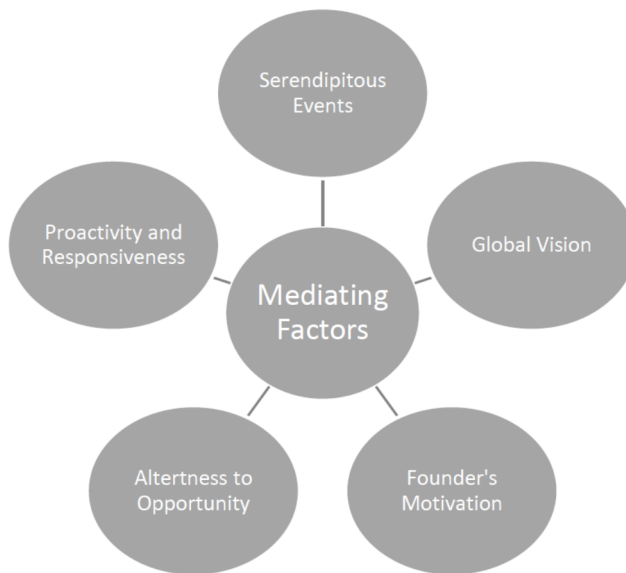 Serendipitous
Events
Proactivity and
Responsiveness
Global Vision
Mediating
Factors
Altertness to
Opportunity
Founder's
Motivation